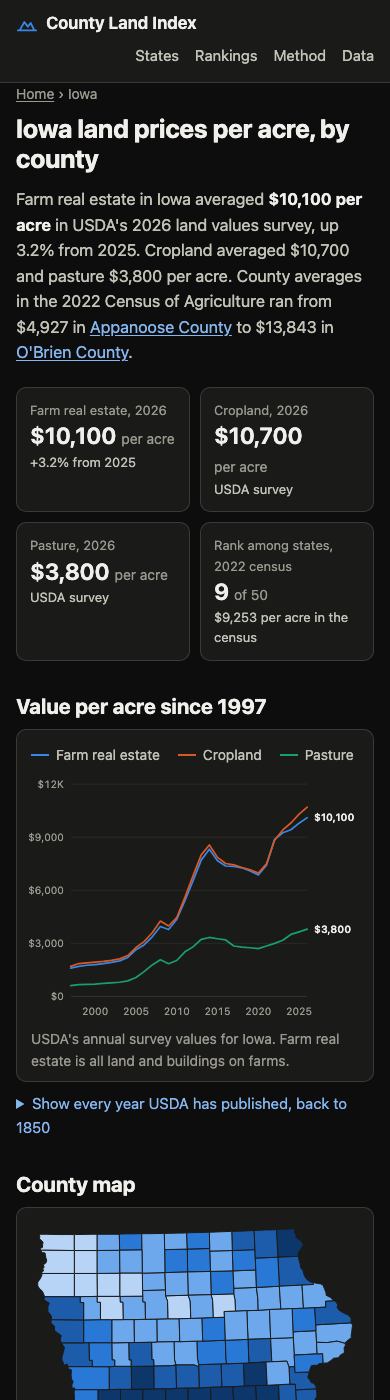 County Land Index
States Rankings Method Data
Home › Iowa
Iowa land prices per acre, by
county
Farm real estate in Iowa averaged $10,100 per
acre in USDA's 2026 land values survey, up
3.2% from 2025. Cropland averaged $10,700
and pasture $3,800 per acre. County averages
in the 2022 Census of Agriculture ran from
$4,927 in Appanoose County to $13,843 in
O'Brien County.
Farm real estate, 2026
$10,100 per acre
+3.2% from 2025
Cropland, 2026
$10,700
per acre
USDA survey
Pasture, 2026
$3,800 per acre
USDA survey
Rank among states,
2022 census
9 of 50
$9,253 per acre in the
census
Value per acre since 1997
Farm real estate Cropland Pasture
$12K
$9,000
$6,000
$3,000
$0
$10,100
$3,800
2000 2005 2010 2015 2020 2026
USDA's annual survey values for Iowa. Farm real
estate is all land and buildings on farms.
▶ Show every year USDA has published, back to
1850
County map